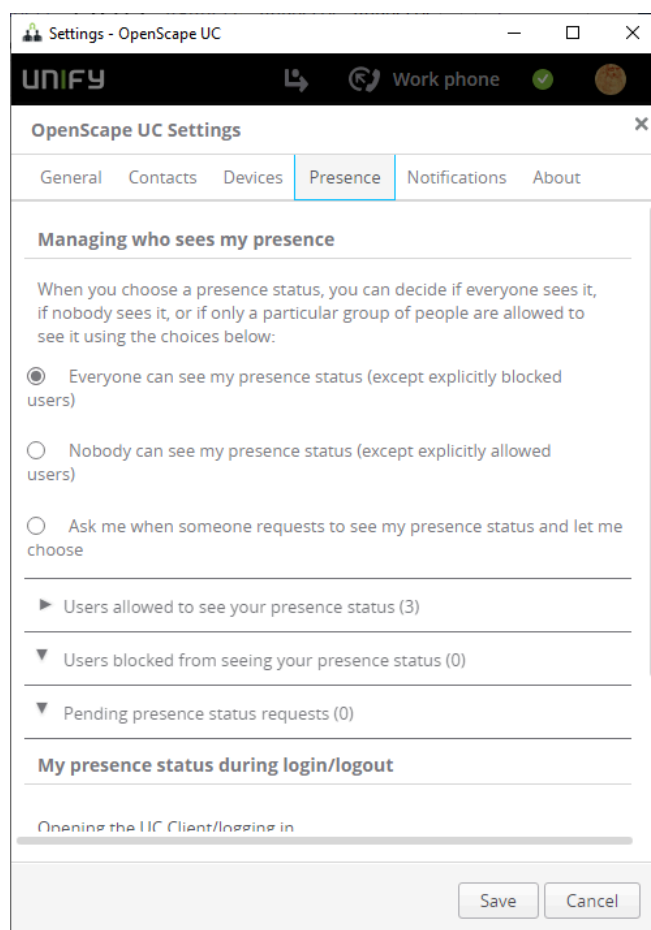 Settings - OpenScape UC
UNIFY
Work phone
OpenScape UC Settings
General Contacts Devices Presence Notifications About
Managing who sees my presence
When you choose a presence status, you can decide if everyone sees it,
if nobody sees it, or if only a particular group of people are allowed to
see it using the choices below:
Everyone can see my presence status (except explicitly blocked
users)
Nobody can see my presence status (except explicitly allowed
users)
Ask me when someone requests to see my presence status and let me
choose
Users allowed to see your presence status (3)
Users blocked from seeing your presence status (0)
Pending presence status requests (0)
My presence status during login/logout
Opening the UC Client/logging in
Save Cancel